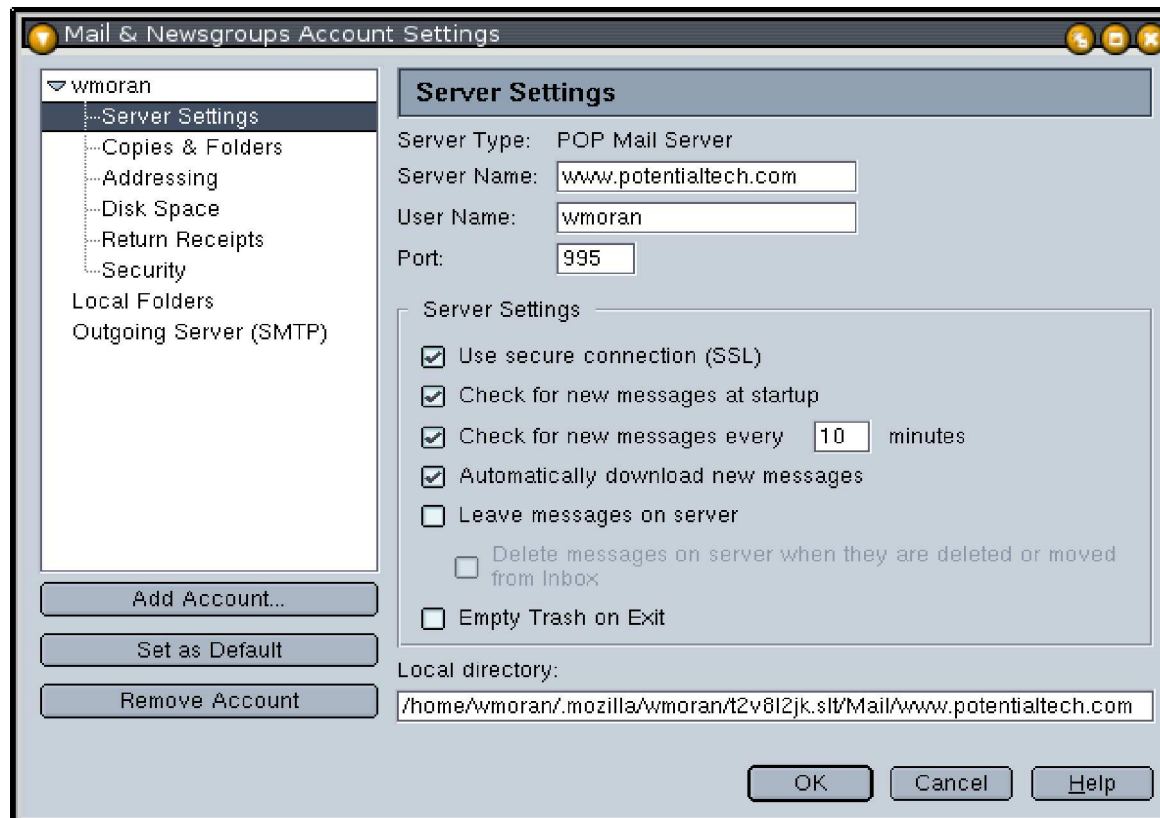 Mail & Newsgroups Account Settings
wmoran
Server Settings
Copies & Folders
Addressing
Disk Space
Return Receipts
Security
Local Folders
Outgoing Server (SMTP)
Add Account...
Set as Default
Remove Account
Server Settings
Server Type: POP Mail Server
Server Name: www.potentialtech.com
User Name: wmoran
Port: 995
Server Settings
Use secure connection (SSL)
Check for new messages at startup
Check for new messages every 10 minutes
Automatically download new messages
Leave messages on server
Delete messages on server when they are deleted or moved
from Inbox
Empty Trash on Exit
Local directory:
/home/wmoran/.mozilla/wmoran/t2v8l2jk.slt/Mail/www.potentialtech.com
OK Cancel Help